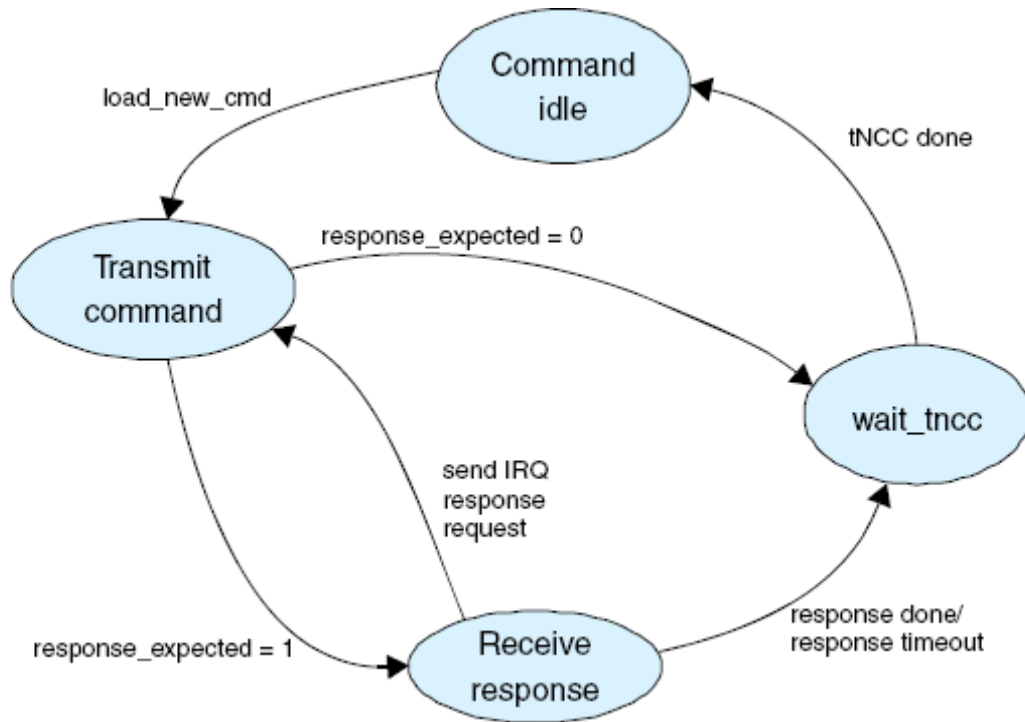 Command
idle
load_new_cmd
tNCC done
Transmit
command
response_expected = 0
wait_tncc
send IRQ
response
request
response_expected = 1
Receive
response
response done/
response timeout